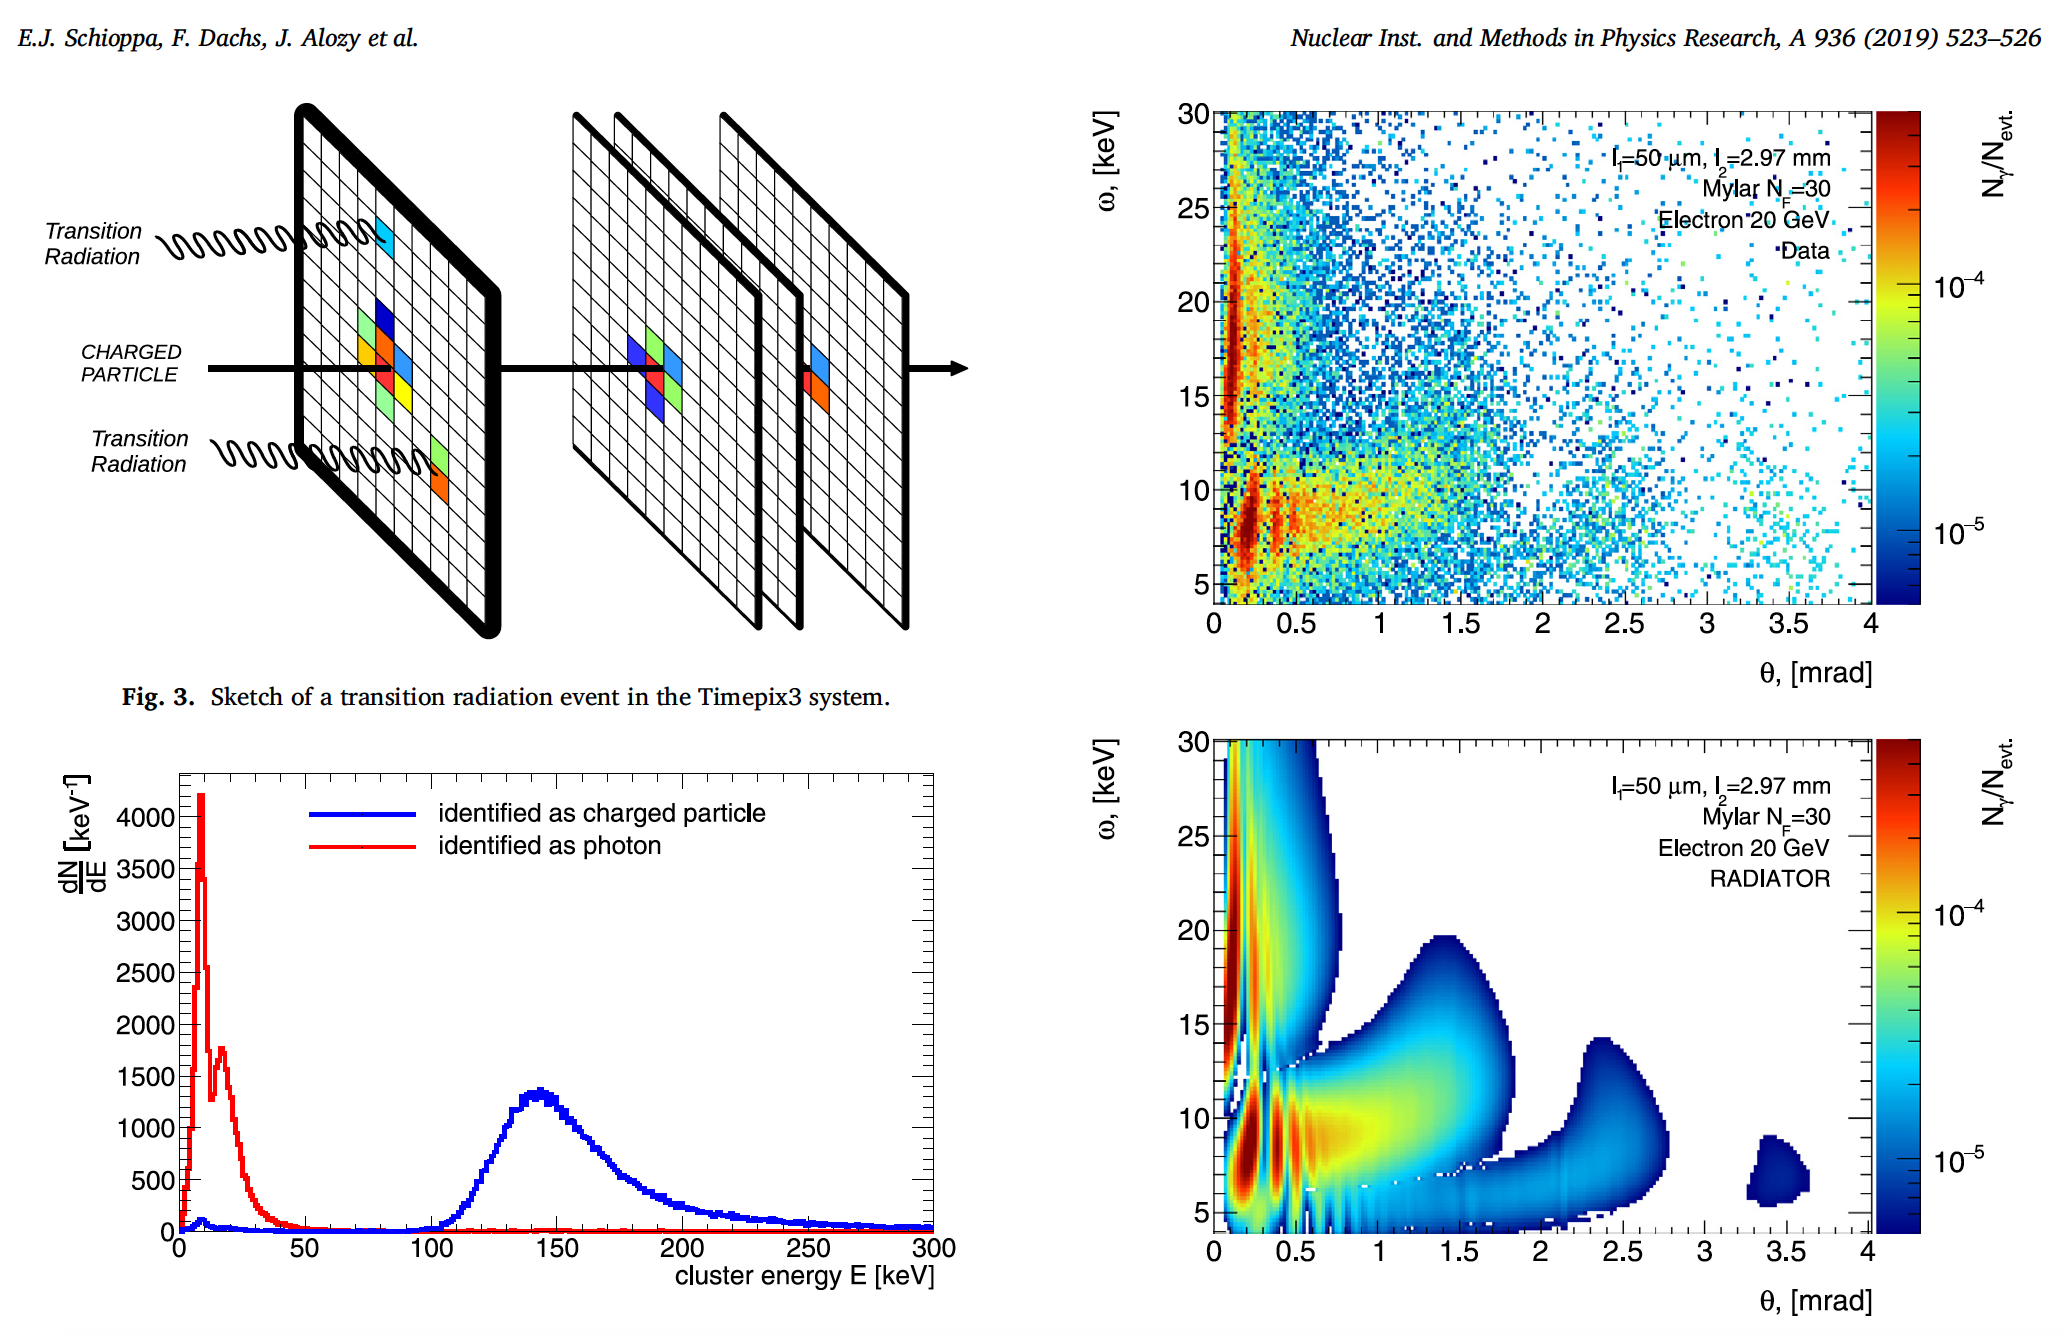 E.J. Schioppa, F. Dachs, J. Alozy et al.
Nuclear Inst. and Methods in Physics Research, A 936 (2019) 523–526
Transition
Radiation
CHARGED
PARTICLE
Transition
Radiation
Fig. 3. Sketch of a transition radiation event in the Timepix3 system.
dN/dE [keV⁻¹]
4000
3500
3000
2500
2000
1500
1000
500
0
identified as charged particle
identified as photon
0 50 100 150 200 250 300
cluster energy E [keV]
ω, [keV]
30
25
20
15
10
5
l₁=50 μm, l₂=2.97 mm
Mylar N_F=30
Electron 20 GeV
Data
0 0.5 1 1.5 2 2.5 3 3.5 4
θ, [mrad]
N_γ/N_evt.
10⁻⁴
10⁻⁵
ω, [keV]
30
25
20
15
10
5
l₁=50 μm, l₂=2.97 mm
Mylar N_F=30
Electron 20 GeV
RADIATOR
0 0.5 1 1.5 2 2.5 3 3.5 4
θ, [mrad]
N_γ/N_evt.
10⁻⁴
10⁻⁵